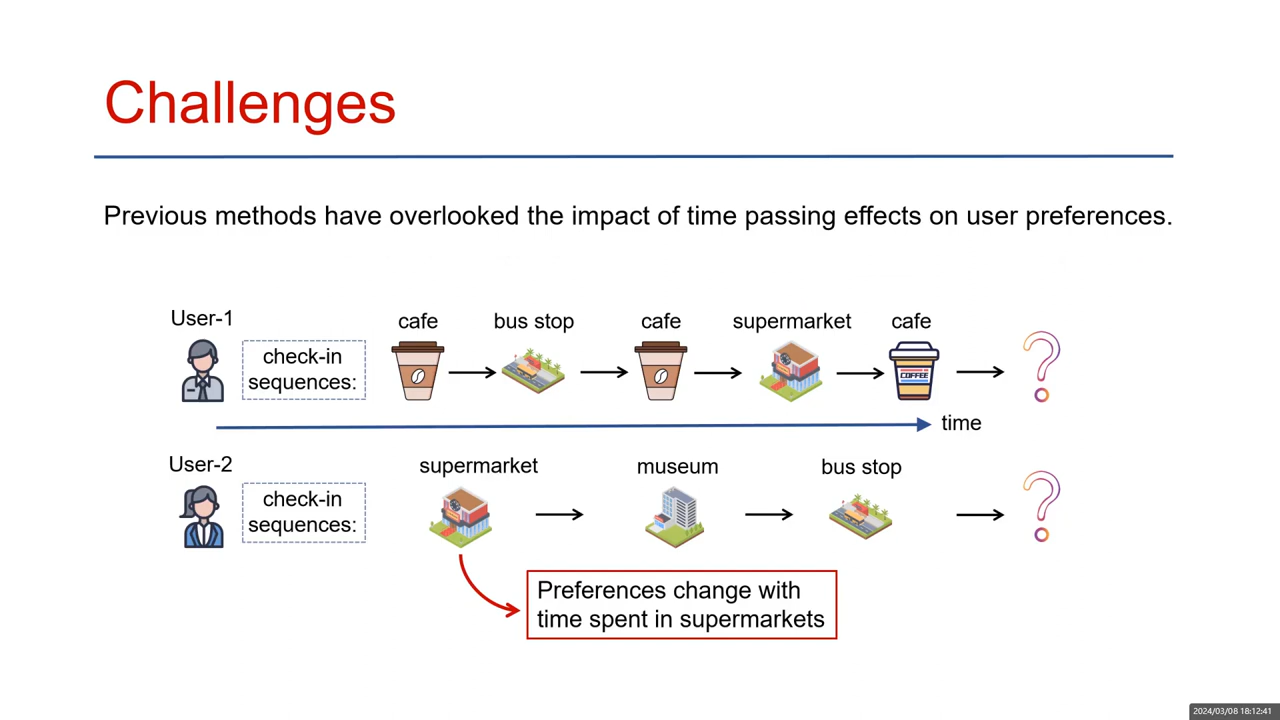 Challenges
Previous methods have overlooked the impact of time passing effects on user preferences.
User-1
check-in
sequences:
cafe
bus stop
cafe
supermarket
cafe
COFFEE
time
User-2
check-in
sequences:
supermarket
museum
bus stop
Preferences change with
time spent in supermarkets
2024/03/08 18:12:41